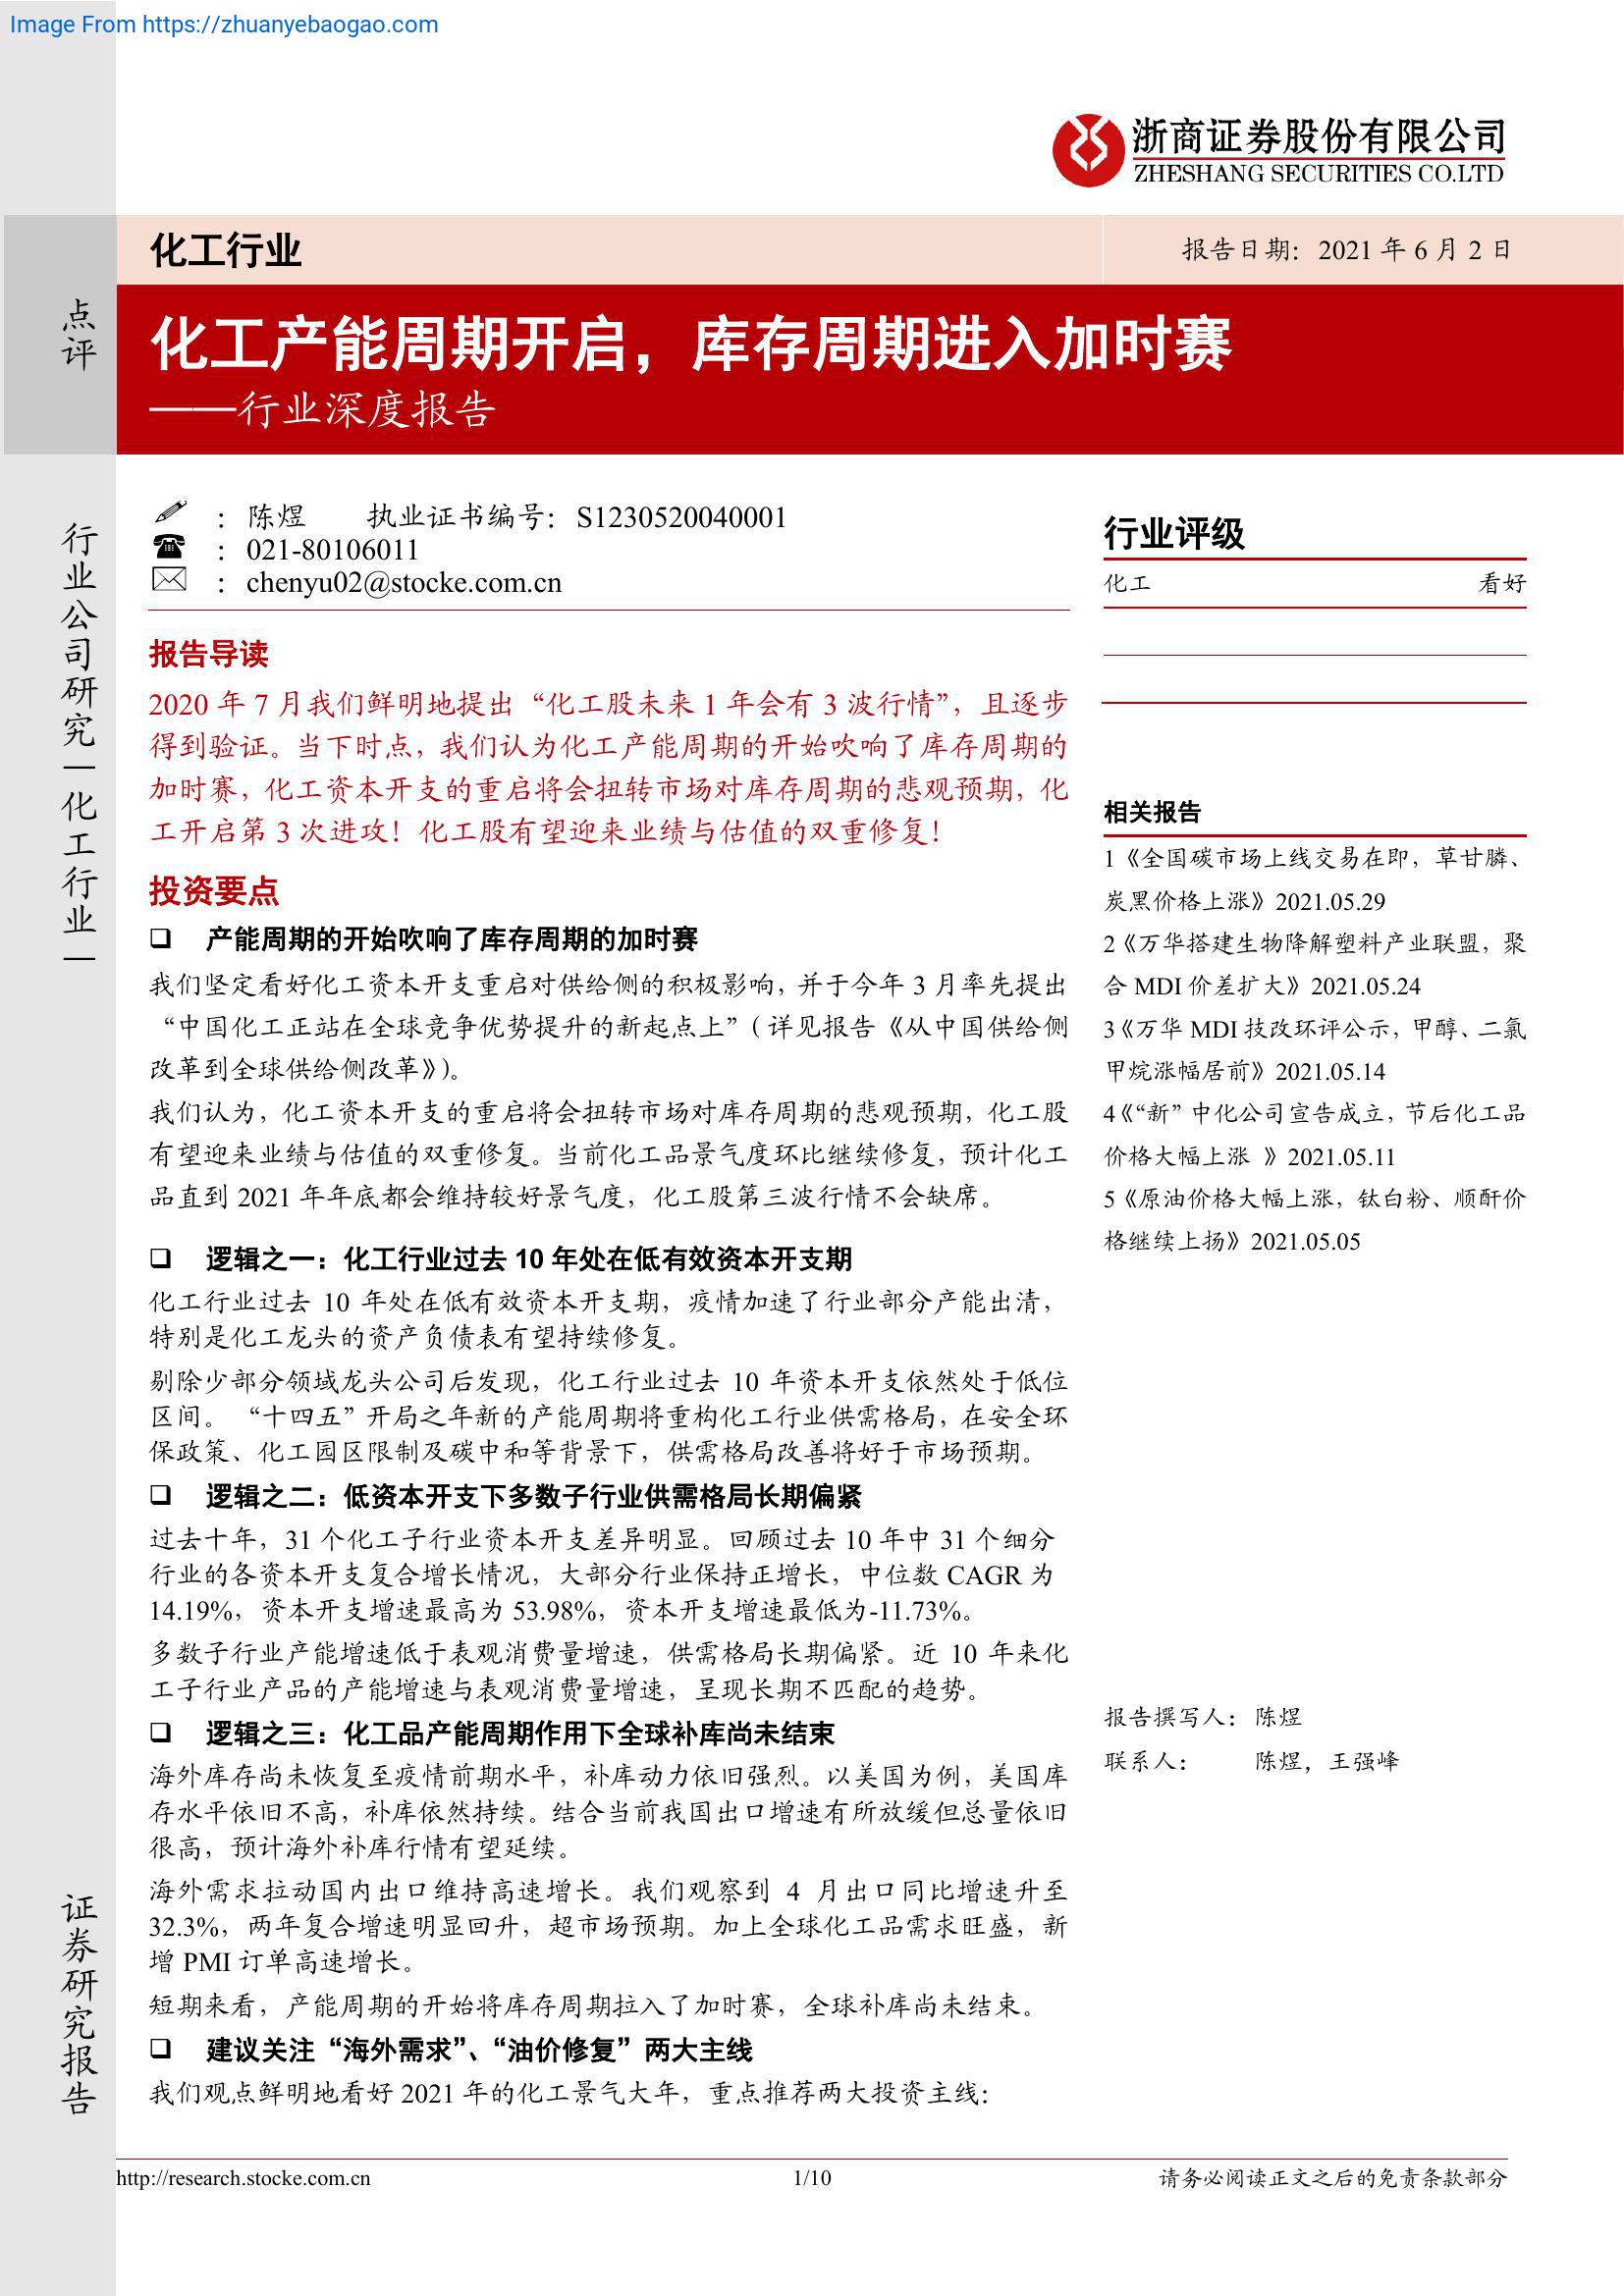 Image From https://zhuanyebaogao.com
浙商证券股份有限公司
ZHESHANG SECURITIES CO.LTD
点评
行业公司研究|化工行业|
证券研究报告
化工行业
报告日期：2021 年 6 月 2 日
化工产能周期开启，库存周期进入加时赛
——行业深度报告
：陈煜 执业证书编号：S1230520040001
：021-80106011
：chenyu02@stocke.com.cn
报告导读
2020 年 7 月我们鲜明地提出“化工股未来 1 年会有 3 波行情”，且逐步
得到验证。当下时点，我们认为化工产能周期的开始吹响了库存周期的
加时赛，化工资本开支的重启将会扭转市场对库存周期的悲观预期，化
工开启第 3 次进攻！化工股有望迎来业绩与估值的双重修复！
投资要点
❑ 产能周期的开始吹响了库存周期的加时赛
我们坚定看好化工资本开支重启对供给侧的积极影响，并于今年 3 月率先提出
“中国化工正站在全球竞争优势提升的新起点上”（详见报告《从中国供给侧
改革到全球供给侧改革》）。
我们认为，化工资本开支的重启将会扭转市场对库存周期的悲观预期，化工股
有望迎来业绩与估值的双重修复。当前化工品景气度环比继续修复，预计化工
品直到 2021 年年底都会维持较好景气度，化工股第三波行情不会缺席。
❑ 逻辑之一：化工行业过去 10 年处在低有效资本开支期
化工行业过去 10 年处在低有效资本开支期，疫情加速了行业部分产能出清，
特别是化工龙头的资产负债表有望持续修复。
剔除少部分领域龙头公司后发现，化工行业过去 10 年资本开支依然处于低位
区间。“十四五”开局之年新的产能周期将重构化工行业供需格局，在安全环
保政策、化工园区限制及碳中和等背景下，供需格局改善将好于市场预期。
❑ 逻辑之二：低资本开支下多数子行业供需格局长期偏紧
过去十年，31 个化工子行业资本开支差异明显。回顾过去 10 年中 31 个细分
行业的各资本开支复合增长情况，大部分行业保持正增长，中位数 CAGR 为
14.19%，资本开支增速最高为 53.98%，资本开支增速最低为-11.73%。
多数子行业产能增速低于表观消费量增速，供需格局长期偏紧。近 10 年来化
工子行业产品的产能增速与表观消费量增速，呈现长期不匹配的趋势。
❑ 逻辑之三：化工品产能周期作用下全球补库尚未结束
海外库存尚未恢复至疫情前期水平，补库动力依旧强烈。以美国为例，美国库
存水平依旧不高，补库依然持续。结合当前我国出口增速有所放缓但总量依旧
很高，预计海外补库行情有望延续。
海外需求拉动国内出口维持高速增长。我们观察到 4 月出口同比增速升至
32.3%，两年复合增速明显回升，超市场预期。加上全球化工品需求旺盛，新
增 PMI 订单高速增长。
短期来看，产能周期的开始将库存周期拉入了加时赛，全球补库尚未结束。
❑ 建议关注“海外需求”、“油价修复”两大主线
我们观点鲜明地看好 2021 年的化工景气大年，重点推荐两大投资主线：
行业评级
化工 看好
相关报告
1《全国碳市场上线交易在即，草甘膦、
炭黑价格上涨》2021.05.29
2《万华搭建生物降解塑料产业联盟，聚
合 MDI 价差扩大》2021.05.24
3《万华 MDI 技改环评公示，甲醇、二氯
甲烷涨幅居前》2021.05.14
4《“新”中化公司宣告成立，节后化工品
价格大幅上涨 》2021.05.11
5《原油价格大幅上涨，钛白粉、顺酐价
格继续上扬》2021.05.05
报告撰写人：陈煜
联系人： 陈煜，王强峰
http://research.stocke.com.cn
1/10
请务必阅读正文之后的免责条款部分